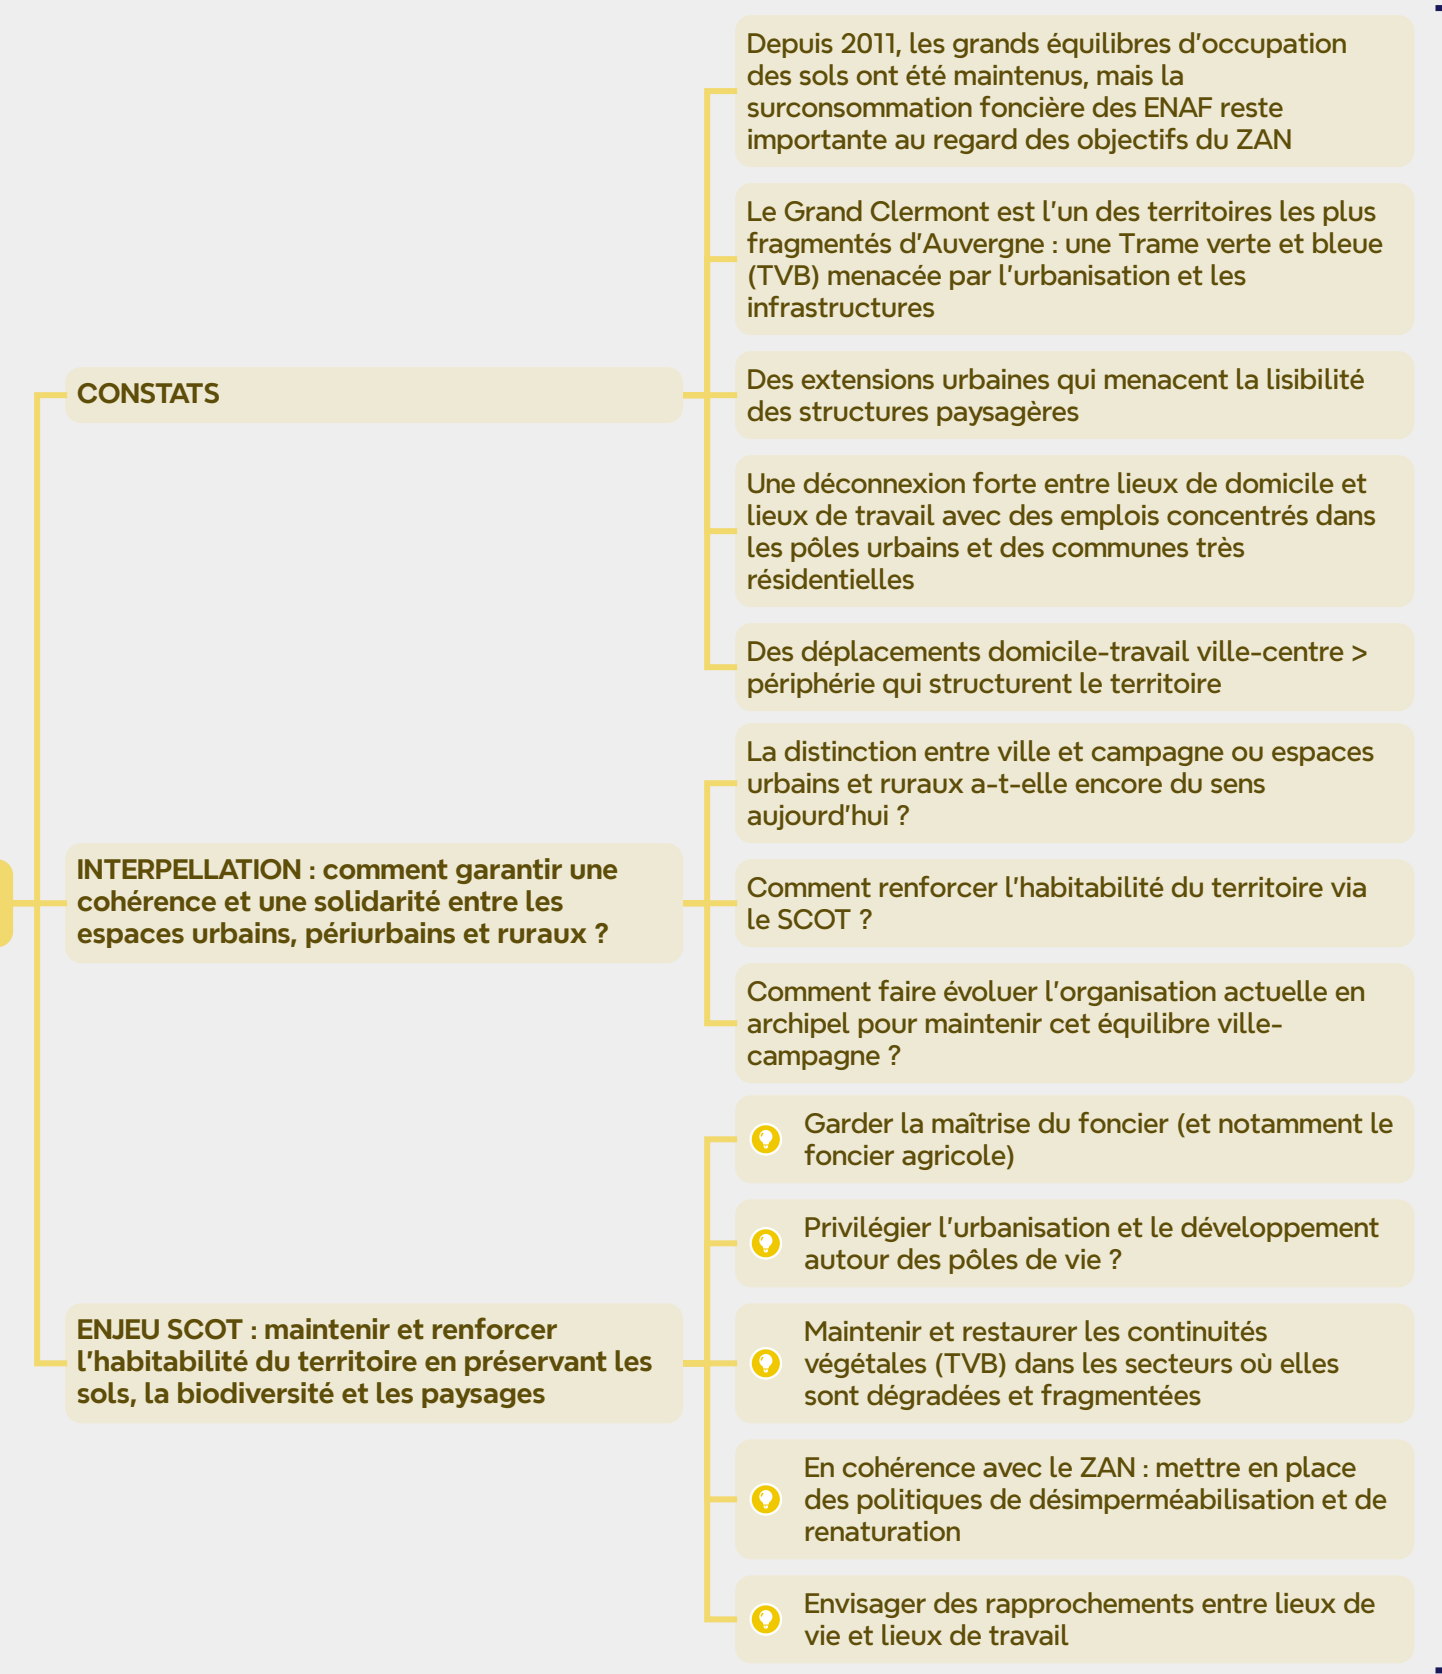 CONSTATS
Depuis 2011, les grands équilibres d'occupation
des sols ont été maintenus, mais la
surconsommation foncière des ENAF reste
importante au regard des objectifs du ZAN
Le Grand Clermont est l'un des territoires les plus
fragmentés d'Auvergne : une Trame verte et bleue
(TVB) menacée par l'urbanisation et les
infrastructures
Des extensions urbaines qui menacent la lisibilité
des structures paysagères
Une déconnexion forte entre lieux de domicile et
lieux de travail avec des emplois concentrés dans
les pôles urbains et des communes très
résidentielles
Des déplacements domicile-travail ville-centre >
périphérie qui structurent le territoire
INTERPELLATION : comment garantir une
cohérence et une solidarité entre les
espaces urbains, périurbains et ruraux ?
La distinction entre ville et campagne ou espaces
urbains et ruraux a-t-elle encore du sens
aujourd'hui ?
Comment renforcer l'habitabilité du territoire via
le SCOT ?
Comment faire évoluer l'organisation actuelle en
archipel pour maintenir cet équilibre ville-
campagne ?
ENJEU SCOT : maintenir et renforcer
l'habitabilité du territoire en préservant les
sols, la biodiversité et les paysages
Garder la maîtrise du foncier (et notamment le
foncier agricole)
Privilégier l'urbanisation et le développement
autour des pôles de vie ?
Maintenir et restaurer les continuités
végétales (TVB) dans les secteurs où elles
sont dégradées et fragmentées
En cohérence avec le ZAN : mettre en place
des politiques de désimperméabilisation et de
renaturation
Envisager des rapprochements entre lieux de
vie et lieux de travail